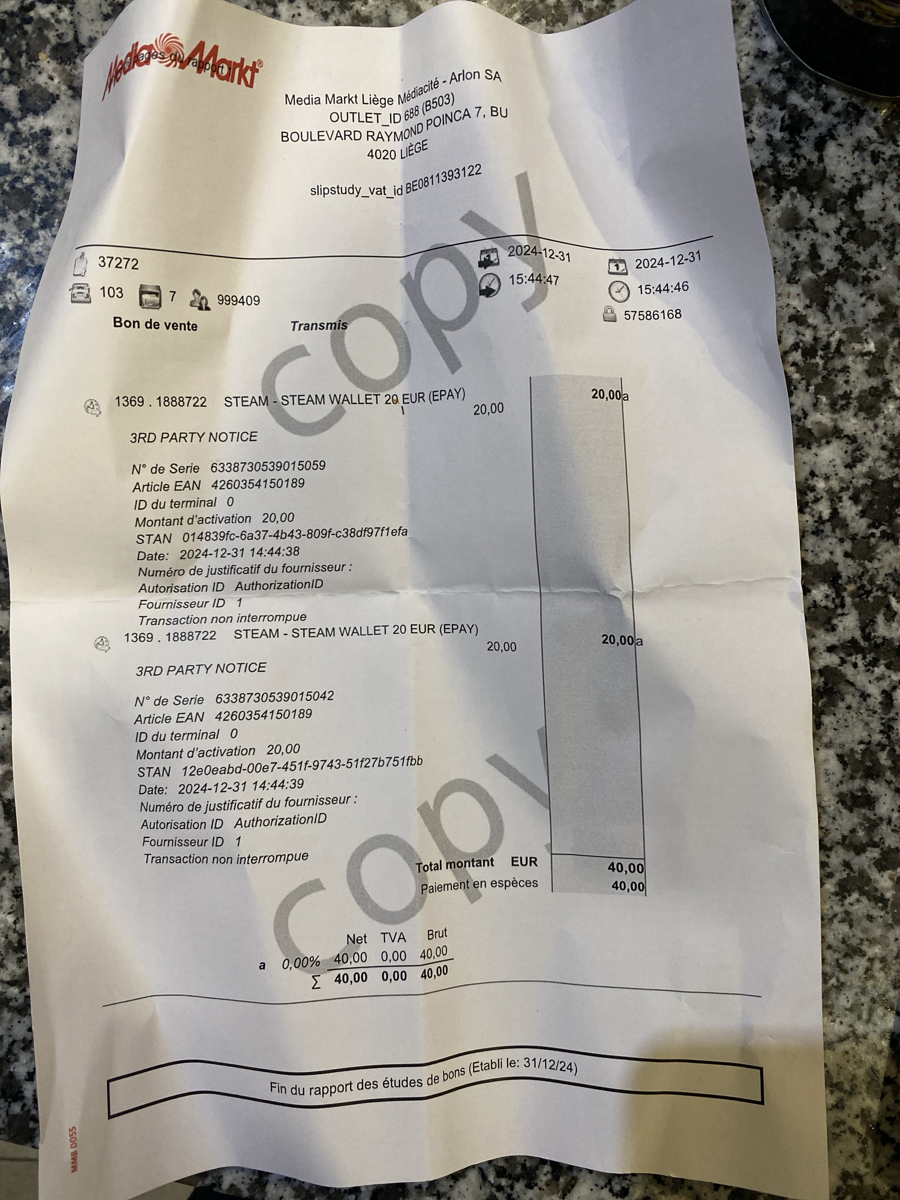 Media Markt®
ages du rapport
Media Markt Liège Médiacité - Arlon SA
OUTLET_ID 688 (B503)
BOULEVARD RAYMOND POINCA 7, BU
4020 LIÈGE
slipstudy_vat_id BE0811393122
37272 2024-12-31 2024-12-31
103 7 999409 15:44:47 15:44:46
57586168
Bon de vente Transmis
copy
1369 . 1888722 STEAM - STEAM WALLET 20 EUR (EPAY) 20,00 20,00a
3RD PARTY NOTICE
N° de Serie 6338730539015059
Article EAN 4260354150189
ID du terminal 0
Montant d'activation 20,00
STAN 014839fc-6a37-4b43-809f-c38df97f1efa
Date: 2024-12-31 14:44:38
Numéro de justificatif du fournisseur :
Autorisation ID AuthorizationID
Fournisseur ID 1
Transaction non interrompue
1369 . 1888722 STEAM - STEAM WALLET 20 EUR (EPAY) 20,00 20,00a
3RD PARTY NOTICE
N° de Serie 6338730539015042
Article EAN 4260354150189
ID du terminal 0
Montant d'activation 20,00
STAN 12e0eabd-00e7-451f-9743-51f27b751fbb
Date: 2024-12-31 14:44:39
Numéro de justificatif du fournisseur :
Autorisation ID AuthorizationID
Fournisseur ID 1
Transaction non interrompue
copy
Total montant EUR 40,00
Paiement en espèces 40,00
Net TVA Brut
a 0,00% 40,00 0,00 40,00
Σ 40,00 0,00 40,00
Fin du rapport des études de bons (Etabli le: 31/12/24)
MMB 0055